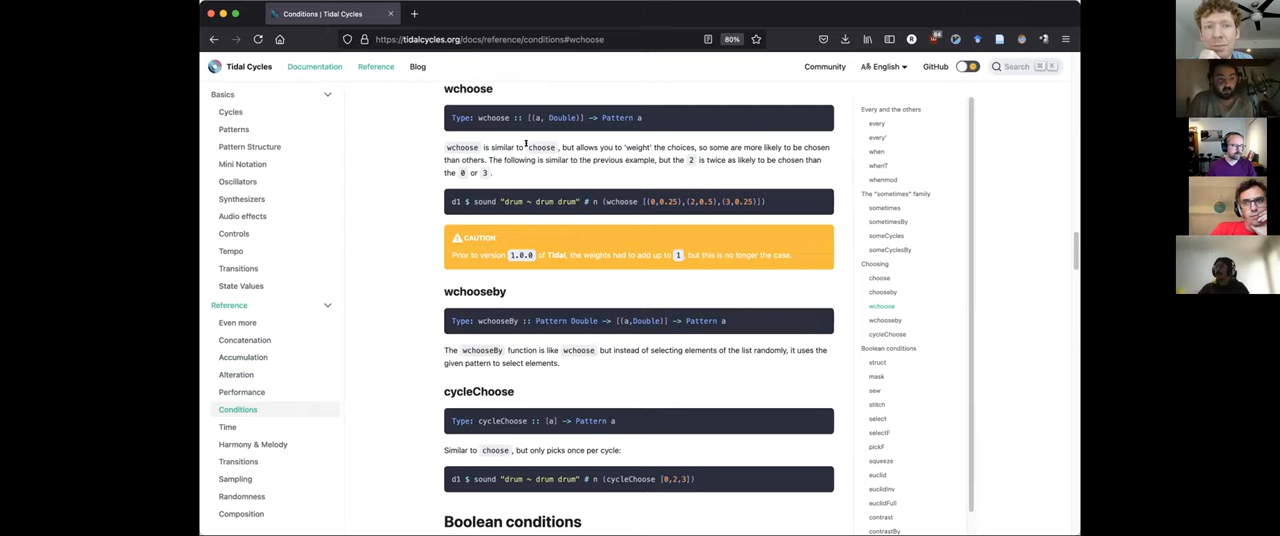 Conditions | Tidal Cycles
https://tidalcycles.org/docs/reference/conditions#wchoose
80%
R
84
Tidal Cycles
Documentation
Reference
Blog
Community
English
GitHub
Search
Basics
Cycles
Patterns
Pattern Structure
Mini Notation
Oscillators
Synthesizers
Audio effects
Controls
Tempo
Transitions
State Values
Reference
Even more
Concatenation
Accumulation
Alteration
Performance
Conditions
Time
Harmony & Melody
Transitions
Sampling
Randomness
Composition
wchoose
Type: wchoose :: [(a, Double)] -> Pattern a
wchoose is similar to choose , but allows you to 'weight' the choices, so some are more likely to be chosen
than others. The following is similar to the previous example, but the 2 is twice as likely to be chosen than
the 0 or 3 .
d1 $ sound "drum ~ drum drum" # n (wchoose [(0,0.25),(2,0.5),(3,0.25)])
CAUTION
Prior to version 1.0.0 of Tidal, the weights had to add up to 1 , but this is no longer the case.
wchooseby
Type: wchooseBy :: Pattern Double -> [(a,Double)] -> Pattern a
The wchooseBy function is like wchoose but instead of selecting elements of the list randomly, it uses the
given pattern to select elements.
cycleChoose
Type: cycleChoose :: [a] -> Pattern a
Similar to choose , but only picks once per cycle:
d1 $ sound "drum ~ drum drum" # n (cycleChoose [0,2,3])
Boolean conditions
Every and the others
every
every'
when
whenT
whenmod
The "sometimes" family
sometimes
sometimesBy
someCycles
someCyclesBy
Choosing
choose
chooseby
wchoose
wchooseby
cycleChoose
Boolean conditions
struct
mask
sew
stitch
select
selectF
pickF
squeeze
euclid
euclidInv
euclidFull
contrast
contrastBy